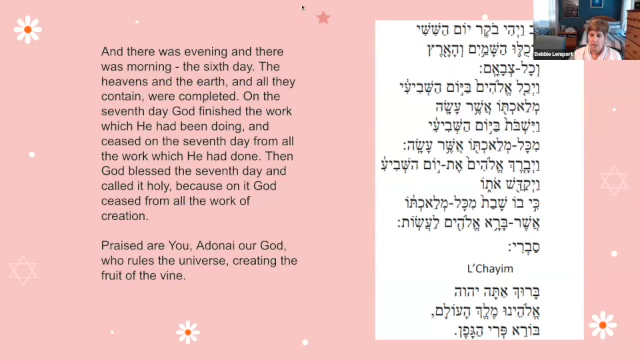 And there was evening and there
was morning - the sixth day. The
heavens and the earth, and all they
contain, were completed. On the
seventh day God finished the work
which He had been doing, and
ceased on the seventh day from all
the work which He had done. Then
God blessed the seventh day and
called it holy, because on it God
ceased from all the work of
creation.
Praised are You, Adonai our God,
who rules the universe, creating the
fruit of the vine.
וַיְהִי בֹקֶר יוֹם הַשִּׁשִּׁי
הַשָּׁמַיִם וְהָאָרֶץ
וְכָל-צְבָאָם:
וַיְכַל אֱלֹהִים בַּיּוֹם הַשְּׁבִיעִי
מְלַאכְתּוֹ אֲשֶׁר עָשָׂה
וַיִּשְׁבֹּת בַּיּוֹם הַשְּׁבִיעִי
מִכָּל-מְלַאכְתּוֹ אֲשֶׁר עָשָׂה:
וַיְבָרֶךְ אֱלֹהִים אֶת-יוֹם הַשְּׁבִיעִי
וַיְקַדֵּשׁ אֹתוֹ
כִּי בוֹ שָׁבַת מִכָּל-מְלַאכְתּוֹ
אֲשֶׁר-בָּרָא אֱלֹהִים לַעֲשׂוֹת:
סַבְרִי:
L'Chayim
בָּרוּךְ אַתָּה יהוה
אֱלֹהֵינוּ מֶלֶךְ הָעוֹלָם,
בּוֹרֵא פְּרִי הַגָּפֶן.
Debbie Lempert